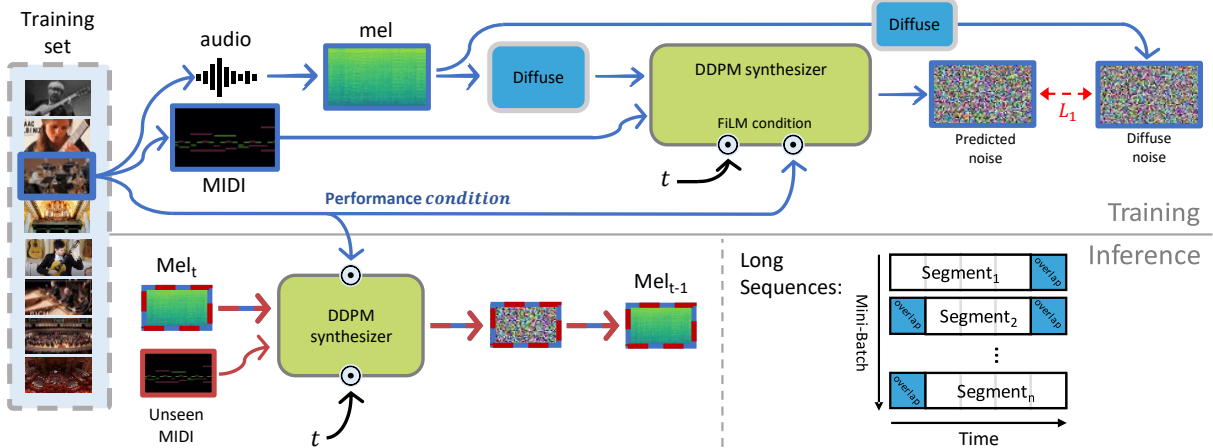 Training
set
audio
mel
Diffuse
Diffuse
DDPM synthesizer
FiLM condition
MIDI
t
Predicted
noise
L1
Diffuse
noise
Performance condition
Training
Inference
Melt
DDPM
synthesizer
Melt-1
Unseen
MIDI
t
Long
Sequences:
Mini-Batch
Segment1
overlap
overlap
Segment2
overlap
...
overlap
Segmentn
Time